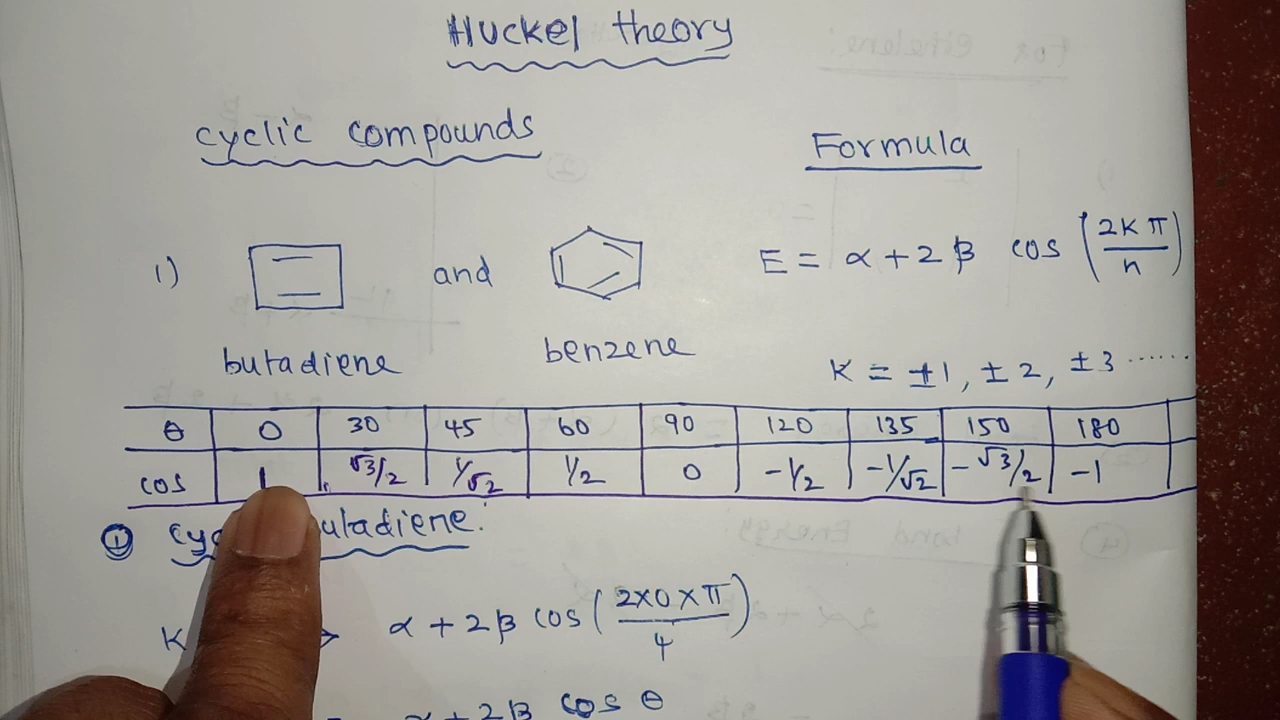 Huckel theory
cyclic compounds
Formula
1) and
E = α + 2β cos (2Kπ/n)
butadiene benzene
K = ±1, ±2, ±3 ......
θ 0 30 45 60 90 120 135 150 180
cos 1 √3/2 1/√2 1/2 0 -1/2 -1/√2 -√3/2 -1
①
α + 2β cos (2×0×π/4)
α + 2β cos θ